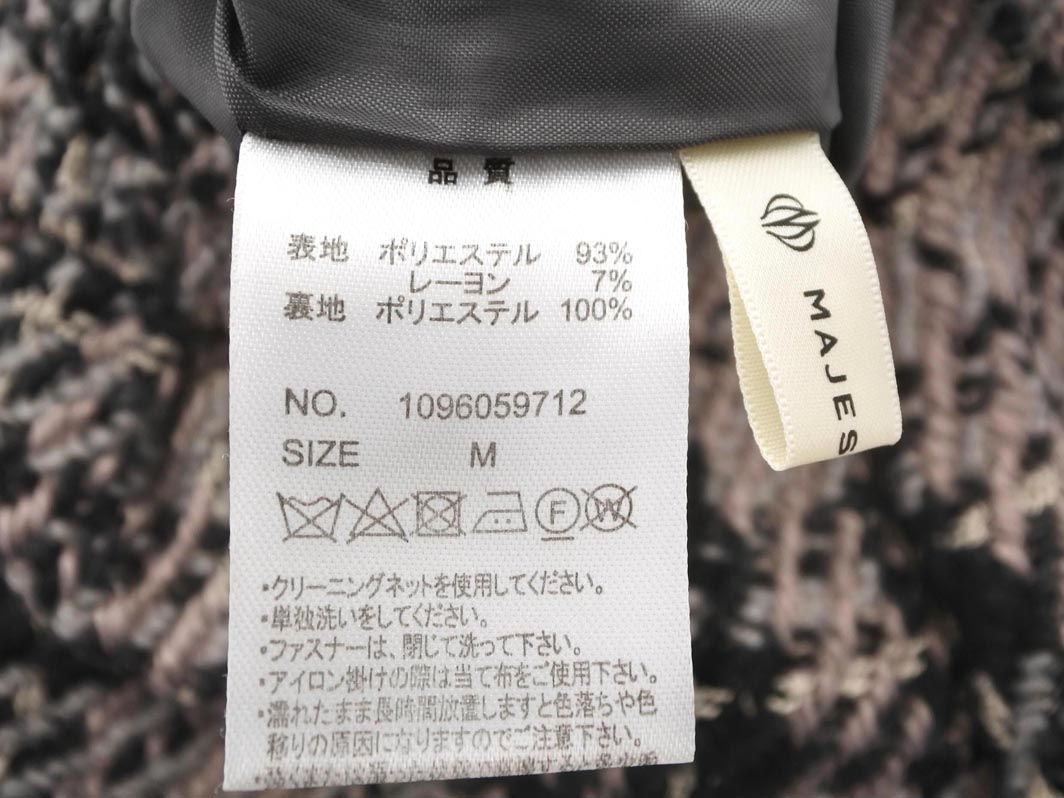 品質
表地 ポリエステル 93%
レーヨン 7%
裏地 ポリエステル 100%
NO. 1096059712
SIZE M
F W
・クリーニングネットを使用してください。
・単独洗いをしてください。
・ファスナーは、閉じて洗って下さい。
・アイロン掛けの際は当て布をご使用下さい。
・濡れたまま長時間放置しますと色落ちや色
移りの原因になりますのでご注意下さい。
MAJES